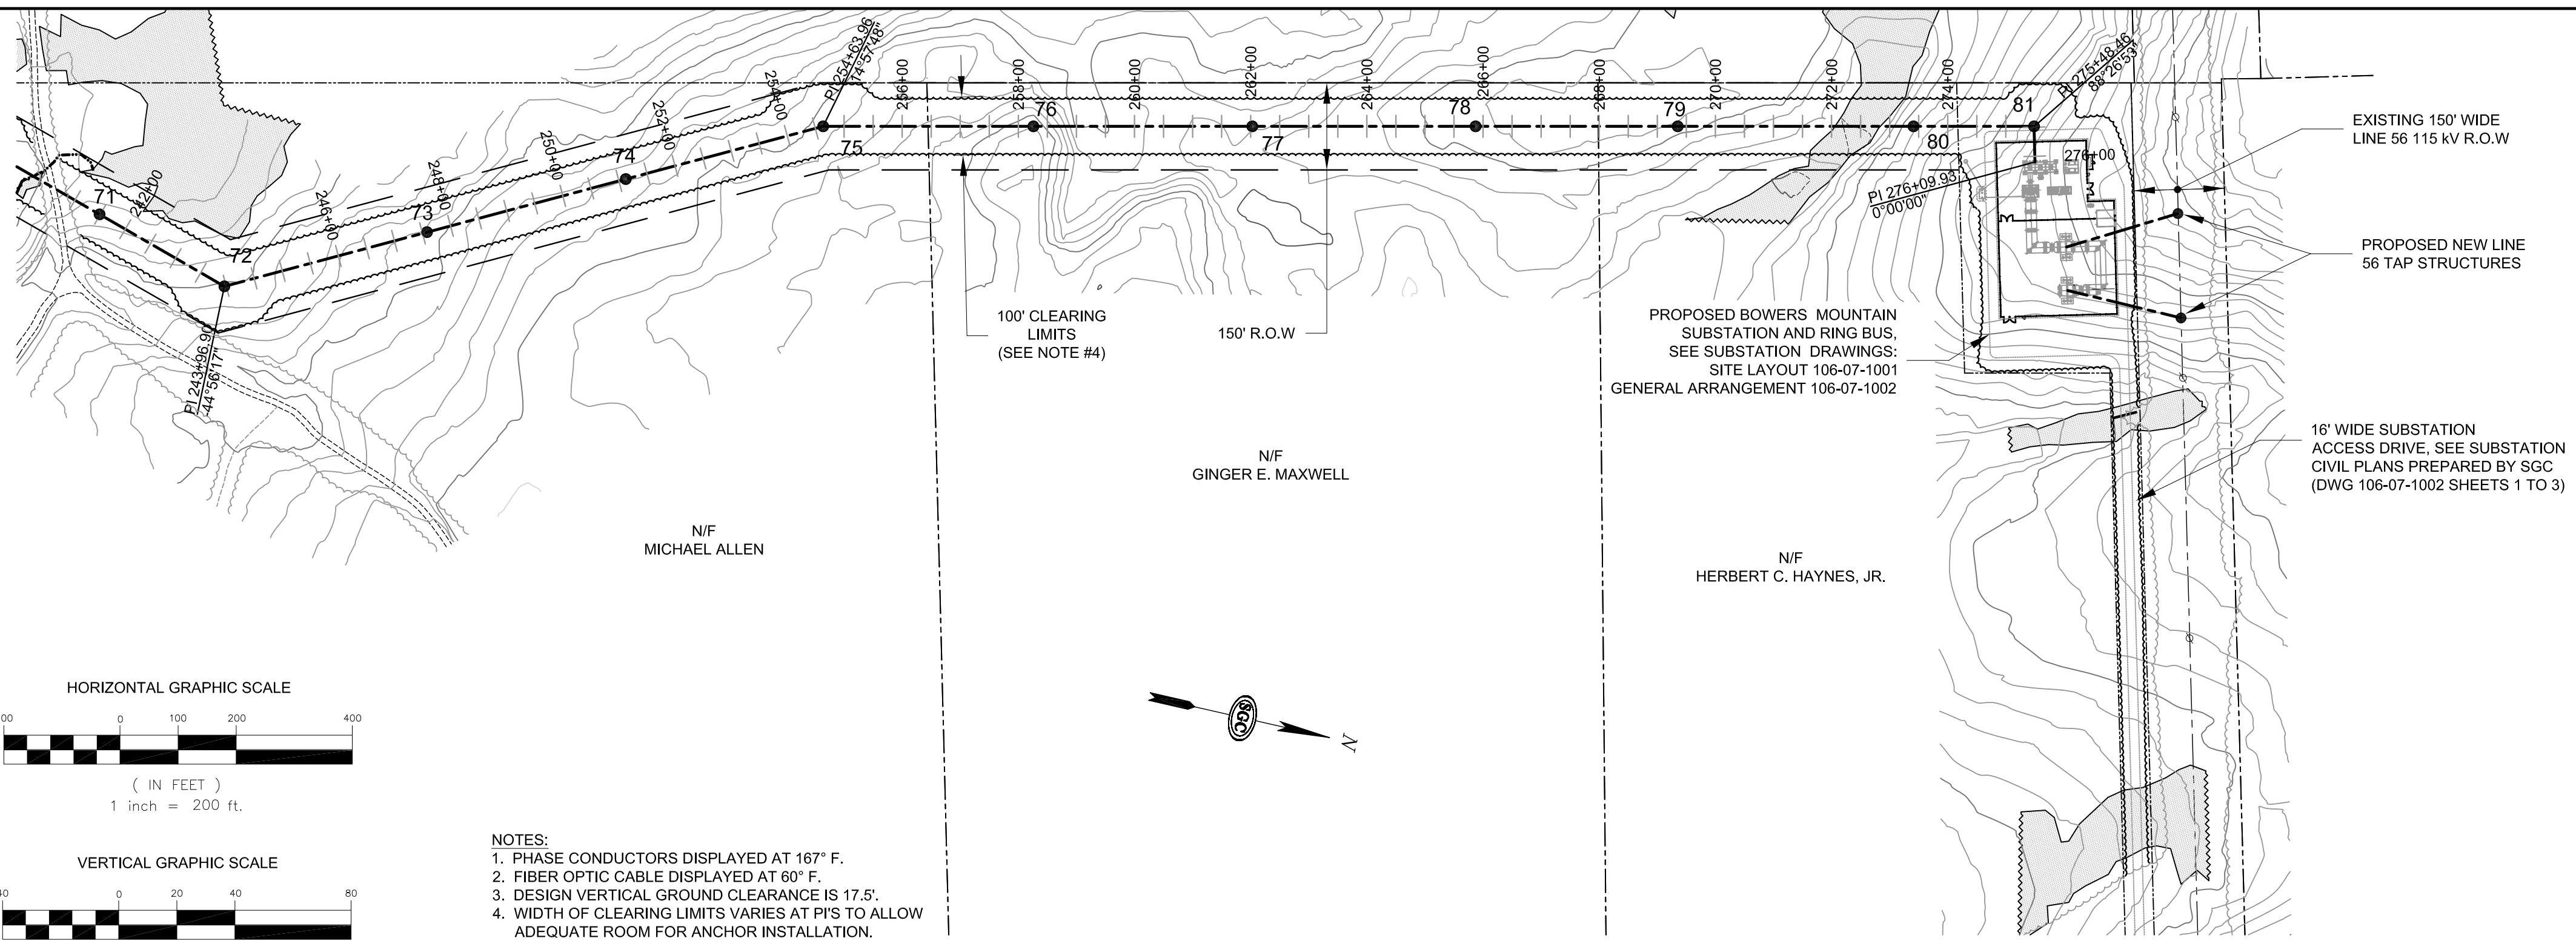 PI 254+63.96
14°57'48"
PI 275+48.46
88°26'53"
242+00
246+00
248+00
250+00
252+00
254+00
256+00
258+00
260+00
262+00
264+00
266+00
268+00
270+00
272+00
274+00
276+00
71
72
73
74
75
76
77
78
79
80
81
PI 243+96.90
-44°56'17"
PI 276+09.93
0°00'00"
EXISTING 150' WIDE
LINE 56 115 kV R.O.W
PROPOSED NEW LINE
56 TAP STRUCTURES
100' CLEARING
LIMITS
(SEE NOTE #4)
150' R.O.W
PROPOSED BOWERS MOUNTAIN
SUBSTATION AND RING BUS,
SEE SUBSTATION DRAWINGS:
SITE LAYOUT 106-07-1001
GENERAL ARRANGEMENT 106-07-1002
16' WIDE SUBSTATION
ACCESS DRIVE, SEE SUBSTATION
CIVIL PLANS PREPARED BY SGC
(DWG 106-07-1002 SHEETS 1 TO 3)
N/F
GINGER E. MAXWELL
N/F
MICHAEL ALLEN
N/F
HERBERT C. HAYNES, JR.
SGC
N
HORIZONTAL GRAPHIC SCALE
00 0 100 200 400
( IN FEET )
1 inch = 200 ft.
VERTICAL GRAPHIC SCALE
40 0 20 40 80
NOTES:
1. PHASE CONDUCTORS DISPLAYED AT 167° F.
2. FIBER OPTIC CABLE DISPLAYED AT 60° F.
3. DESIGN VERTICAL GROUND CLEARANCE IS 17.5'.
4. WIDTH OF CLEARING LIMITS VARIES AT PI'S TO ALLOW
ADEQUATE ROOM FOR ANCHOR INSTALLATION.